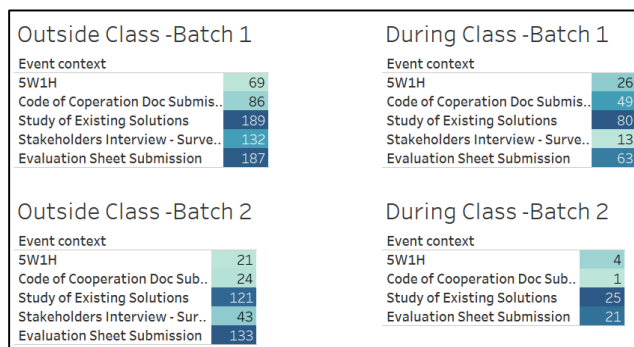 Outside Class -Batch 1
Event context
5W1H 69
Code of Coperation Doc Submis.. 86
Study of Existing Solutions 189
Stakeholders Interview - Surve.. 132
Evaluation Sheet Submission 187
During Class -Batch 1
Event context
5W1H 26
Code of Coperation Doc Submis.. 49
Study of Existing Solutions 80
Stakeholders Interview - Surve.. 13
Evaluation Sheet Submission 63
Outside Class -Batch 2
Event context
5W1H 21
Code of Cooperation Doc Sub.. 24
Study of Existing Solutions 121
Stakeholders Interview - Sur.. 43
Evaluation Sheet Submission 133
During Class -Batch 2
Event context
5W1H 4
Code of Cooperation Doc Sub.. 1
Study of Existing Solutions 25
Evaluation Sheet Submission 21